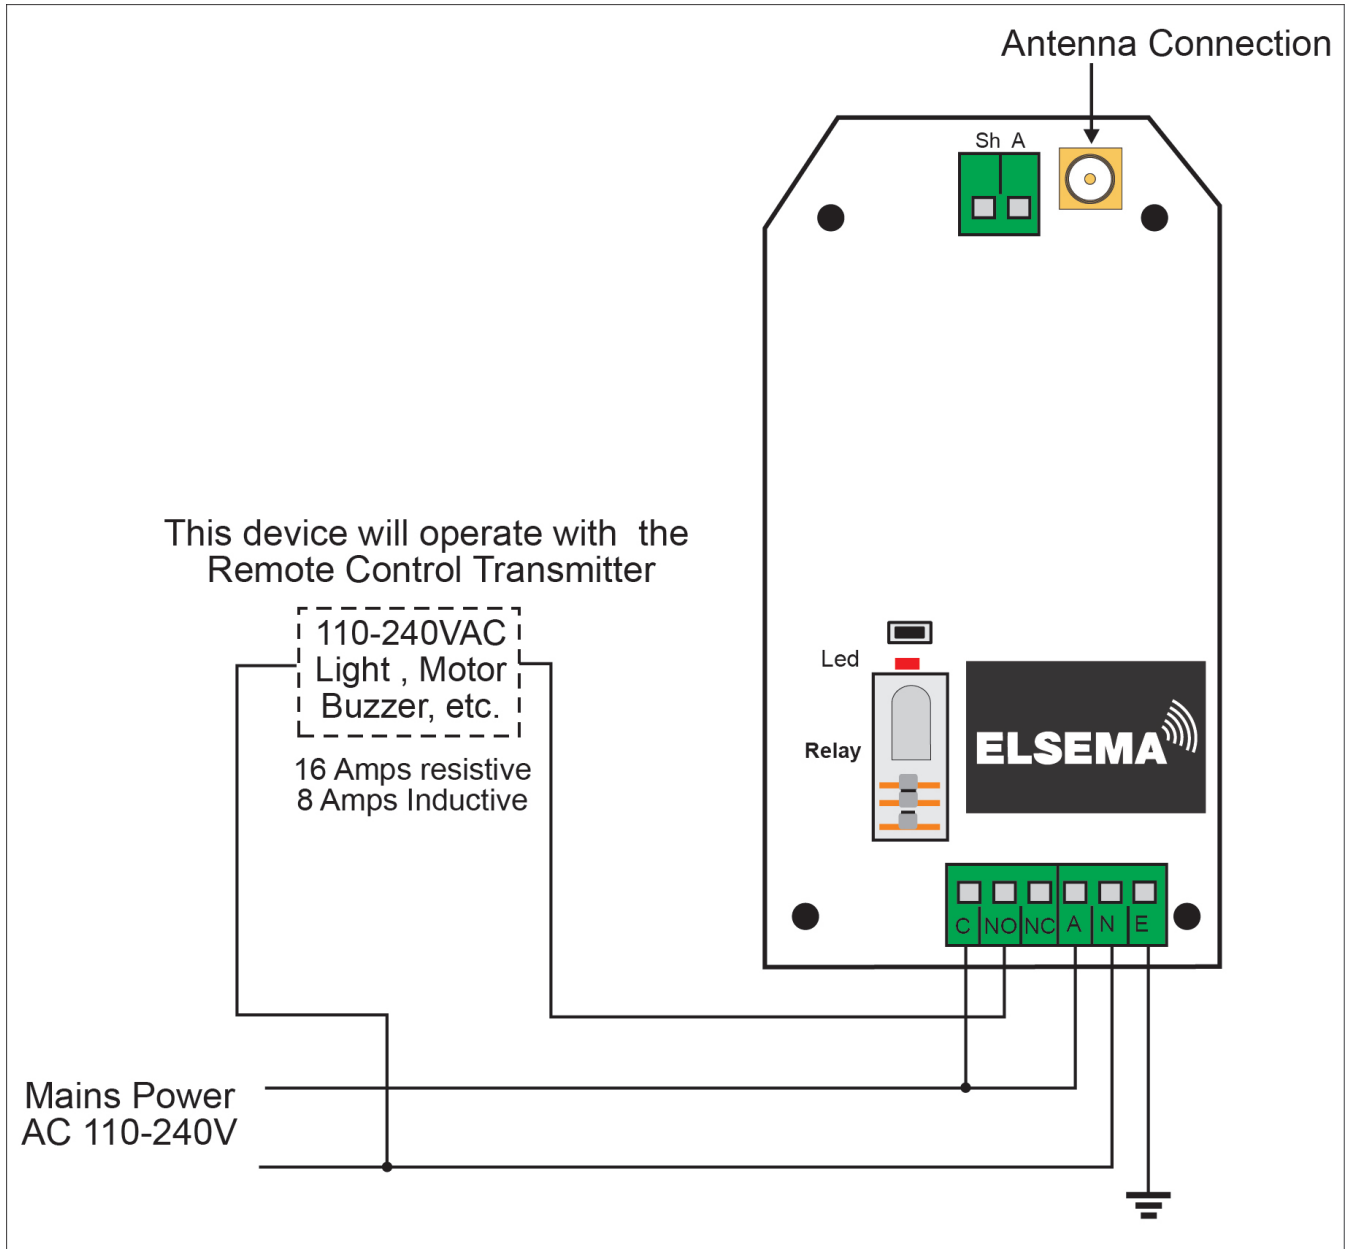 Antenna Connection
Sh A
This device will operate with the
Remote Control Transmitter
110-240VAC
Light , Motor
Buzzer, etc.
16 Amps resistive
8 Amps Inductive
Led
Relay
ELSEMA
C NO NC A N E
Mains Power
AC 110-240V